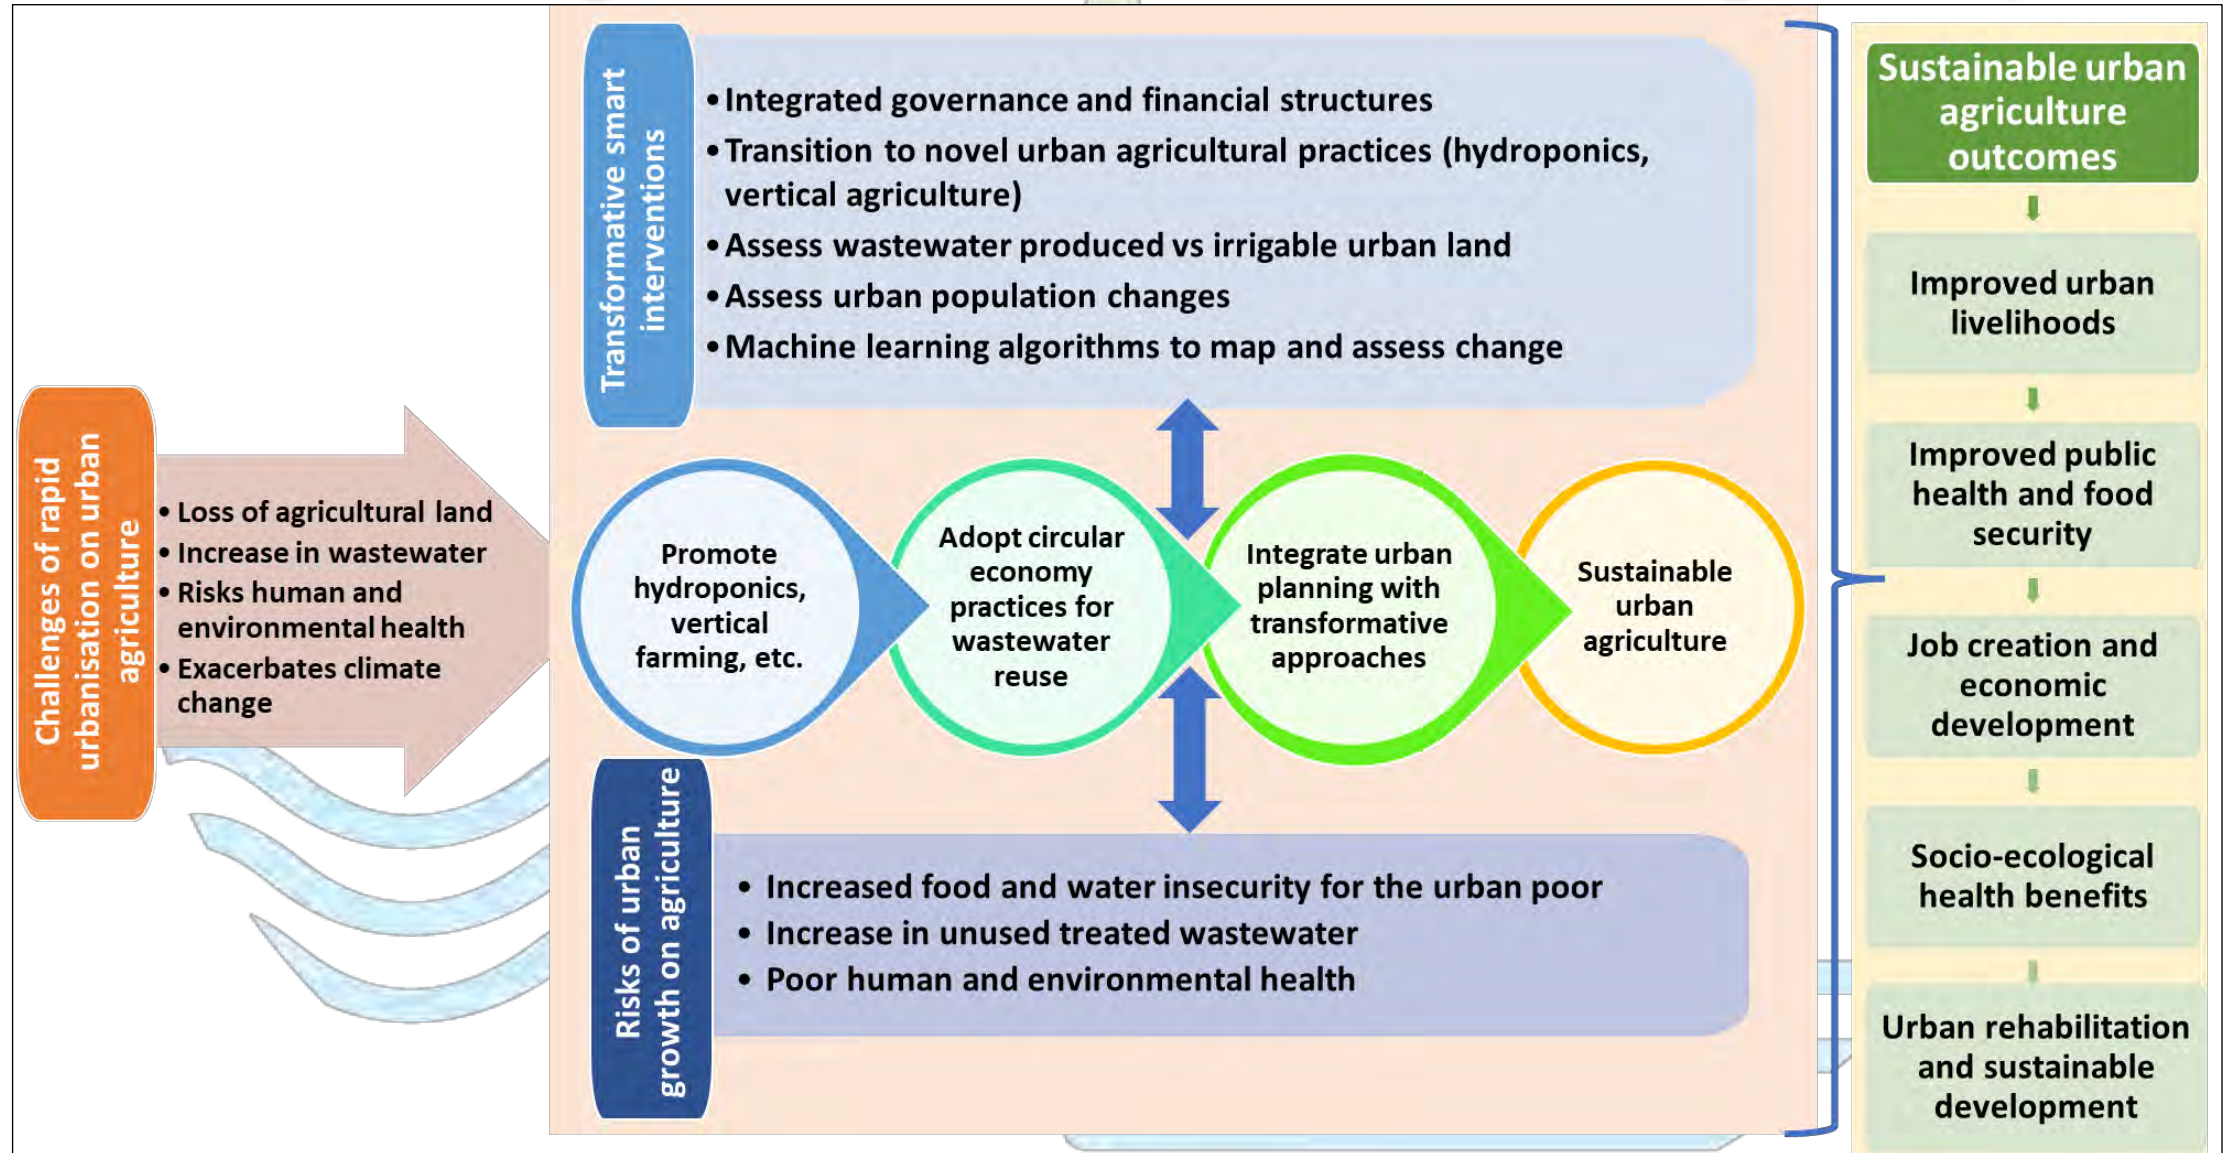 Challenges of rapid
urbanisation on urban
agriculture
• Loss of agricultural land
• Increase in wastewater
• Risks human and
environmental health
• Exacerbates climate
change
Transformative smart
interventions
• Integrated governance and financial structures
• Transition to novel urban agricultural practices (hydroponics,
vertical agriculture)
• Assess wastewater produced vs irrigable urban land
• Assess urban population changes
• Machine learning algorithms to map and assess change
Promote
hydroponics,
vertical
farming, etc.
Adopt circular
economy
practices for
wastewater
reuse
Integrate urban
planning with
transformative
approaches
Sustainable
urban
agriculture
Risks of urban
growth on agriculture
• Increased food and water insecurity for the urban poor
• Increase in unused treated wastewater
• Poor human and environmental health
Sustainable urban
agriculture
outcomes
Improved urban
livelihoods
Improved public
health and food
security
Job creation and
economic
development
Socio-ecological
health benefits
Urban rehabilitation
and sustainable
development